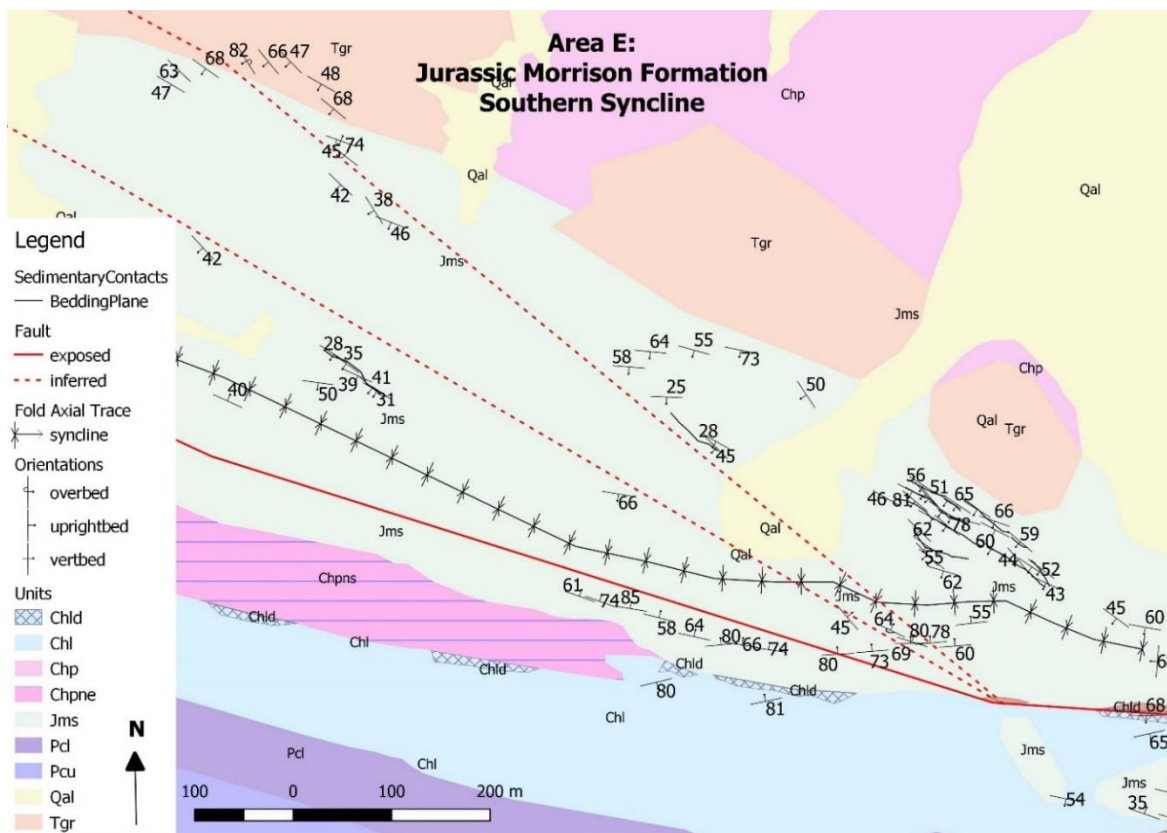 Area E:
Jurassic Morrison Formation
Southern Syncline
82
66
47
Tgr
68
63
48
47
68
Qal
Chp
74
45
Qal
Qal
42
38
46
Qal
42
Jms
Tgr
Jms
28
35
41
40
50
39
31
Jms
64
55
73
58
50
25
28
45
Chp
Qal
Tgr
66
56
51
65
46
81
66
78
62
60
59
55
44
52
62
43
Qal
Qal
Jms
Jms
Jms
Chpns
61
74
85
58
64
80
66
74
45
64
80
78
55
69
60
80
73
45
60
6
Chld
Chl
Chld
Chld
Chld
Chld
80
81
68
65
Chl
Pcl
Chl
Jms
Jms
54
35
Legend
SedimentaryContacts
BeddingPlane
Fault
exposed
inferred
Fold Axial Trace
syncline
Orientations
overbed
uprightbed
vertbed
Units
Chld
Chl
Chp
Chpne
Jms
Pcl
Pcu
Qal
Tgr
N
100 0 100 200 m